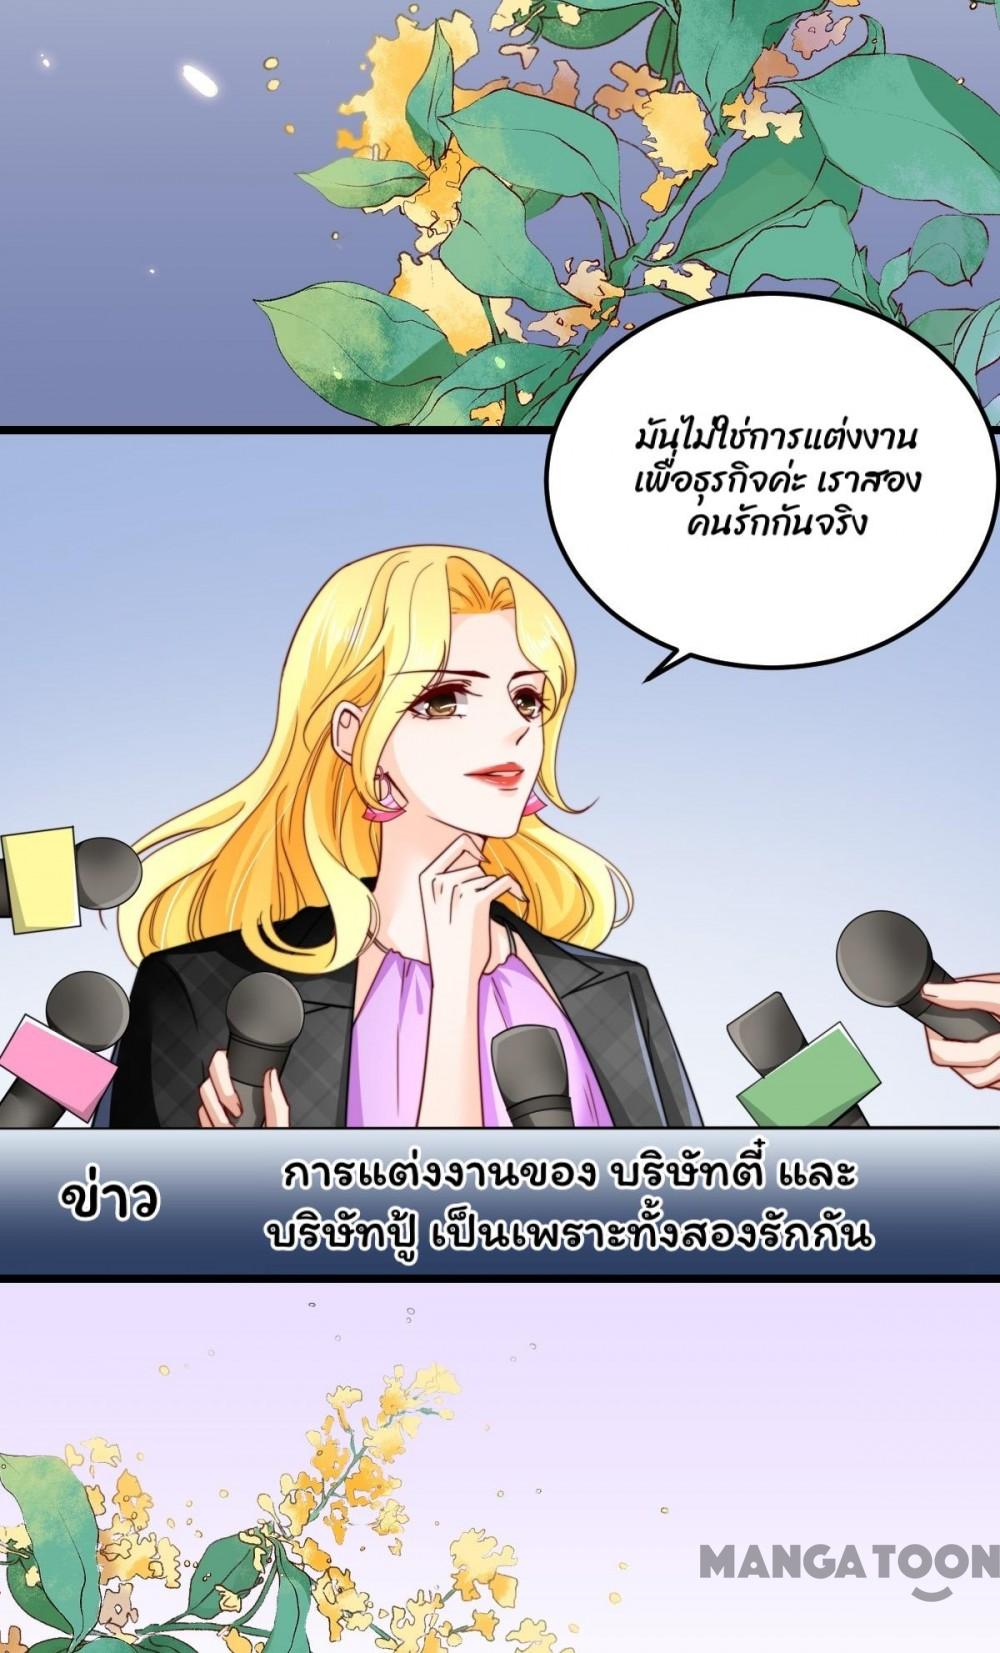 มันไม่ใช่การแต่งงาน
เพื่อธุรกิจค่ะ เราสอง
คนรักกันจริง
ข่าว
การแต่งงานของ บริษัทตี๋ และ
บริษัทปู้ เป็นเพราะทั้งสองรักกัน
MANGATOON